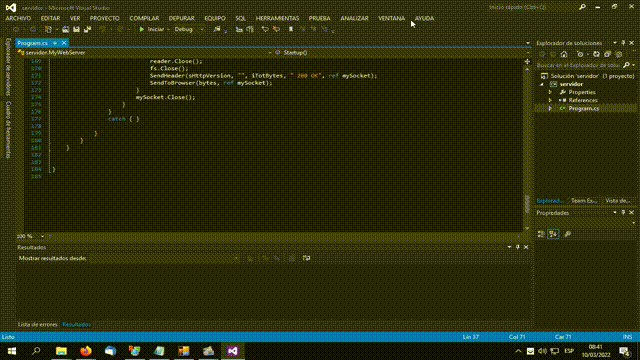 servidor - Microsoft Visual Studio
Inicio rápido (Ctrl+Q)
ARCHIVO EDITAR VER PROYECTO COMPILAR DEPURAR EQUIPO SQL HERRAMIENTAS PRUEBA ANALIZAR VENTANA AYUDA
Iniciar Debug
Explorador de servidores
Cuadro de herramientas
Program.cs
servidor.MyWebServer
Startup()
169 reader.Close();
170 fs.Close();
171 SendHeader(sHttpVersion, "", iTotBytes, " 200 OK", ref mySocket);
172 SendToBrowser(bytes, ref mySocket);
173 }
174 mySocket.Close();
175 }
176 }
177 catch { }
178
179 }
180 }
181 }
182
183
184 }
185
100 %
Resultados
Mostrar resultados desde:
Lista de errores Resultados
Explorador de soluciones
Buscar en el Explorador de
Solución 'servidor' (1 proyecto)
servidor
Properties
References
Program.cs
Explorad... Team Es... Vista de...
Propiedades
Listo
Lín 37 Col 71 Car 71 INS
ESP
08:41
10/03/2022